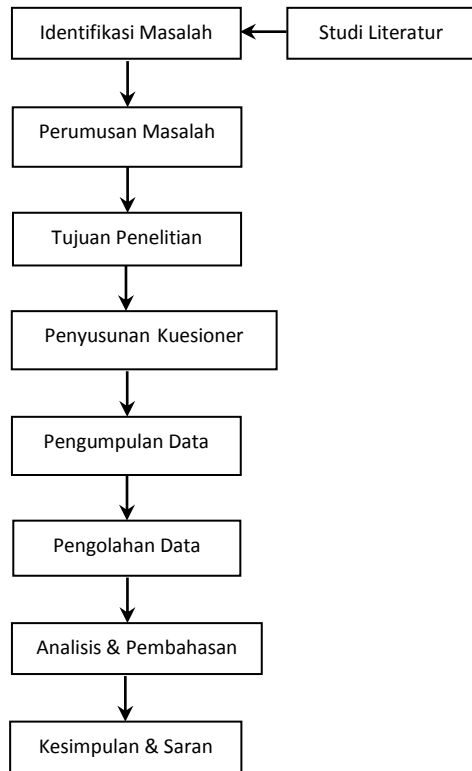 Identifikasi Masalah
Studi Literatur
Perumusan Masalah
Tujuan Penelitian
Penyusunan Kuesioner
Pengumpulan Data
Pengolahan Data
Analisis & Pembahasan
Kesimpulan & Saran